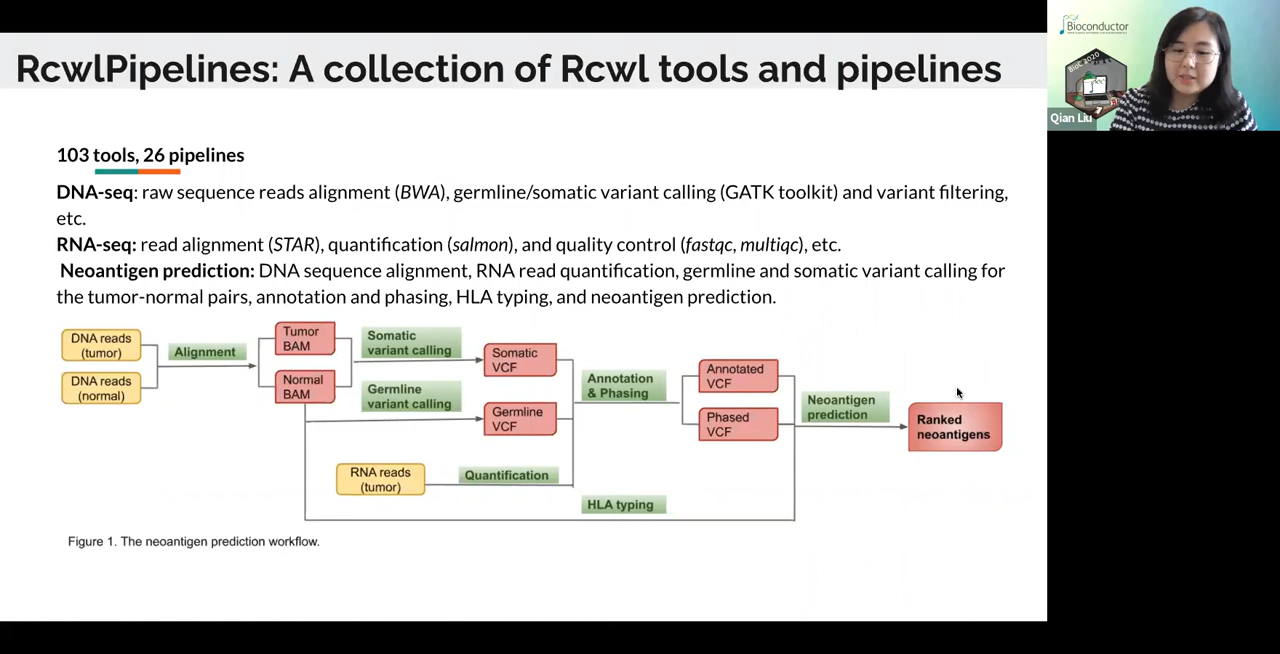 RcwlPipelines: A collection of Rcwl tools and pipelines
103 tools, 26 pipelines
DNA-seq: raw sequence reads alignment (BWA), germline/somatic variant calling (GATK toolkit) and variant filtering,
etc.
RNA-seq: read alignment (STAR), quantification (salmon), and quality control (fastqc, multiqc), etc.
Neoantigen prediction: DNA sequence alignment, RNA read quantification, germline and somatic variant calling for
the tumor-normal pairs, annotation and phasing, HLA typing, and neoantigen prediction.
DNA reads
(tumor)
DNA reads
(normal)
Alignment
Tumor
BAM
Normal
BAM
Somatic
variant calling
Germline
variant calling
Somatic
VCF
Germline
VCF
RNA reads
(tumor)
Quantification
Annotation
& Phasing
HLA typing
Annotated
VCF
Phased
VCF
Neoantigen
prediction
Ranked
neoantigens
Figure 1. The neoantigen prediction workflow.
Bioconductor
BioC 2020
Qian Liu